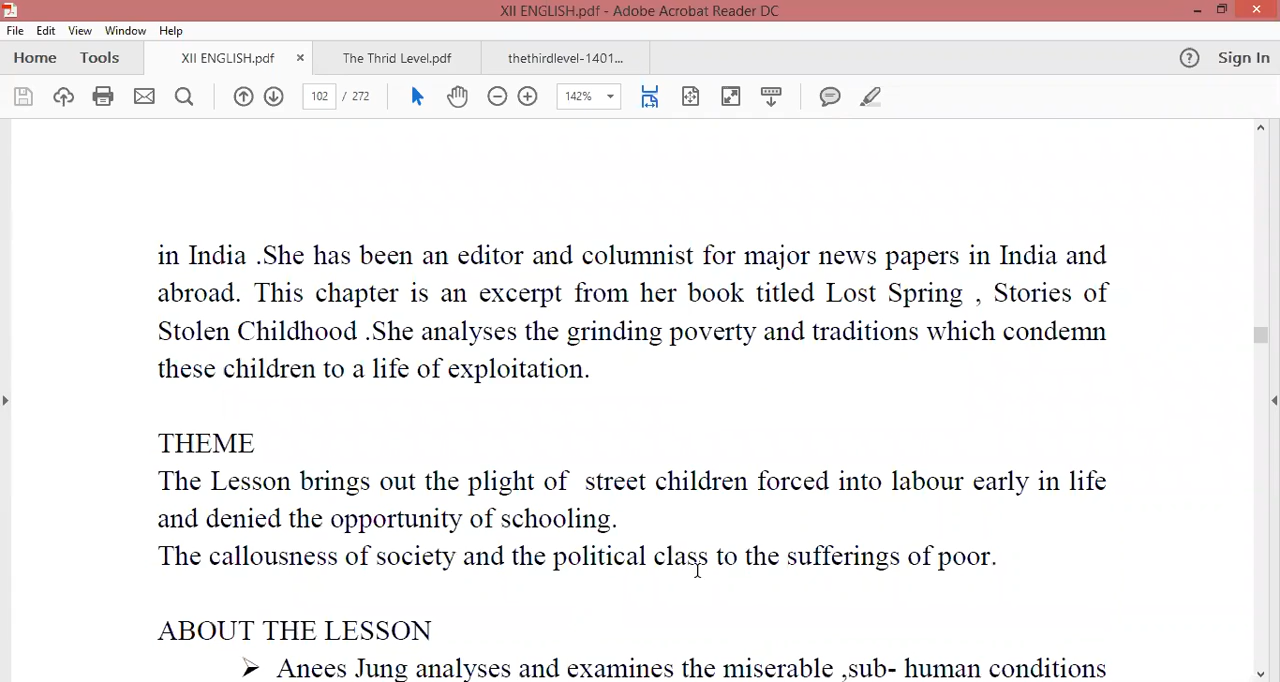 XII ENGLISH.pdf - Adobe Acrobat Reader DC
File Edit View Window Help
Home Tools XII ENGLISH.pdf × The Thrid Level.pdf thethirdlevel-1401... ? Sign In
102 / 272 142%
in India .She has been an editor and columnist for major news papers in India and
abroad. This chapter is an excerpt from her book titled Lost Spring , Stories of
Stolen Childhood .She analyses the grinding poverty and traditions which condemn
these children to a life of exploitation.
THEME
The Lesson brings out the plight of street children forced into labour early in life
and denied the opportunity of schooling.
The callousness of society and the political class to the sufferings of poor.
ABOUT THE LESSON
➢ Anees Jung analyses and examines the miserable ,sub- human conditions